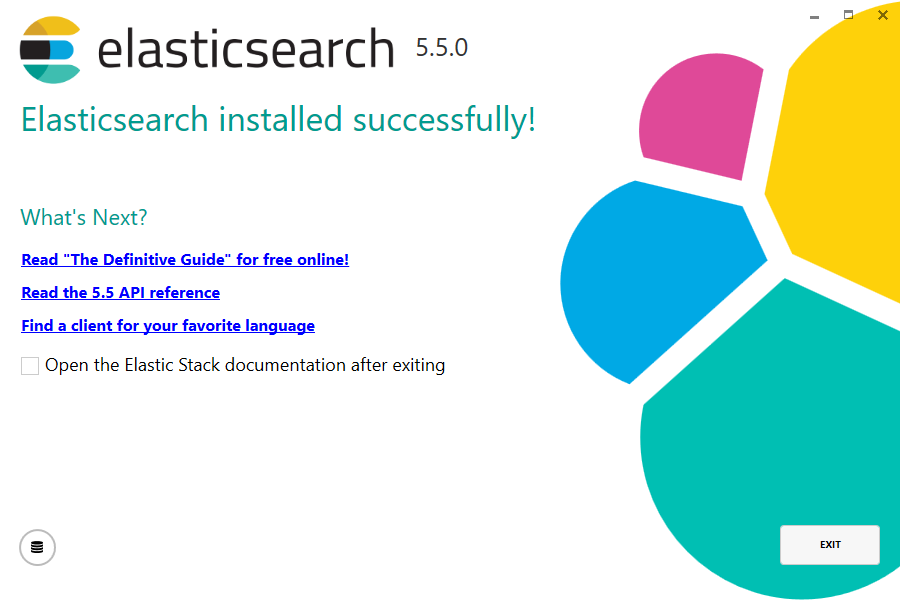 elasticsearch 5.5.0
Elasticsearch installed successfully!
What's Next?
Read "The Definitive Guide" for free online!
Read the 5.5 API reference
Find a client for your favorite language
Open the Elastic Stack documentation after exiting
EXIT